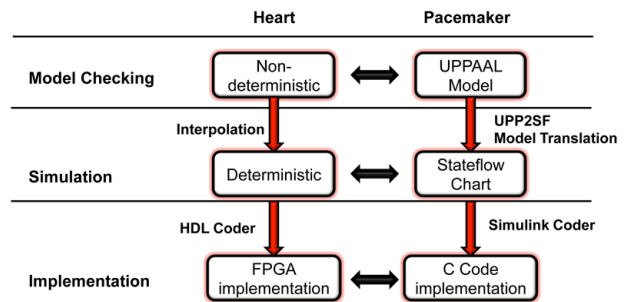 Heart
Pacemaker
Model Checking
Non-
deterministic
UPPAAL
Model
Interpolation
UPP2SF
Model Translation
Simulation
Deterministic
Stateflow
Chart
HDL Coder
Simulink Coder
Implementation
FPGA
implementation
C Code
implementation